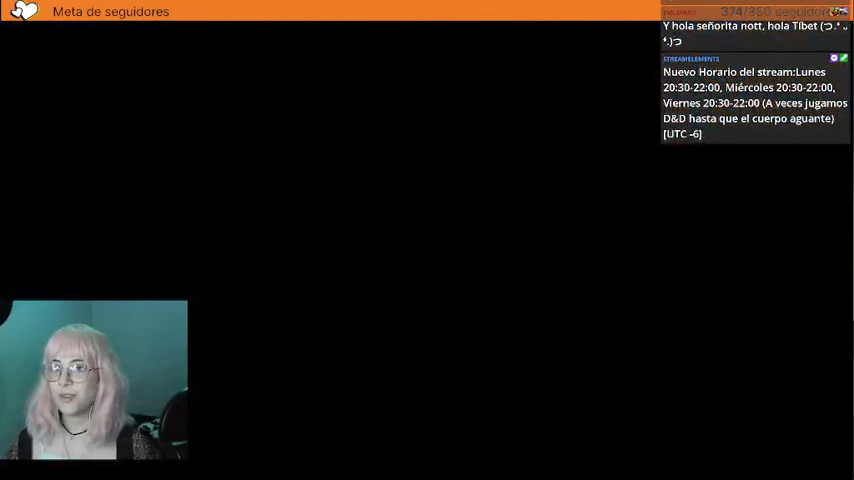 Meta de seguidores
374/350 seguidor
Y hola señorita nott, hola Tíbet (つ.❛ ᴗ
❛.)つ
STREAMELEMENTS
Nuevo Horario del stream:Lunes
20:30-22:00, Miércoles 20:30-22:00,
Viernes 20:30-22:00 (A veces jugamos
D&D hasta que el cuerpo aguante)
[UTC -6]